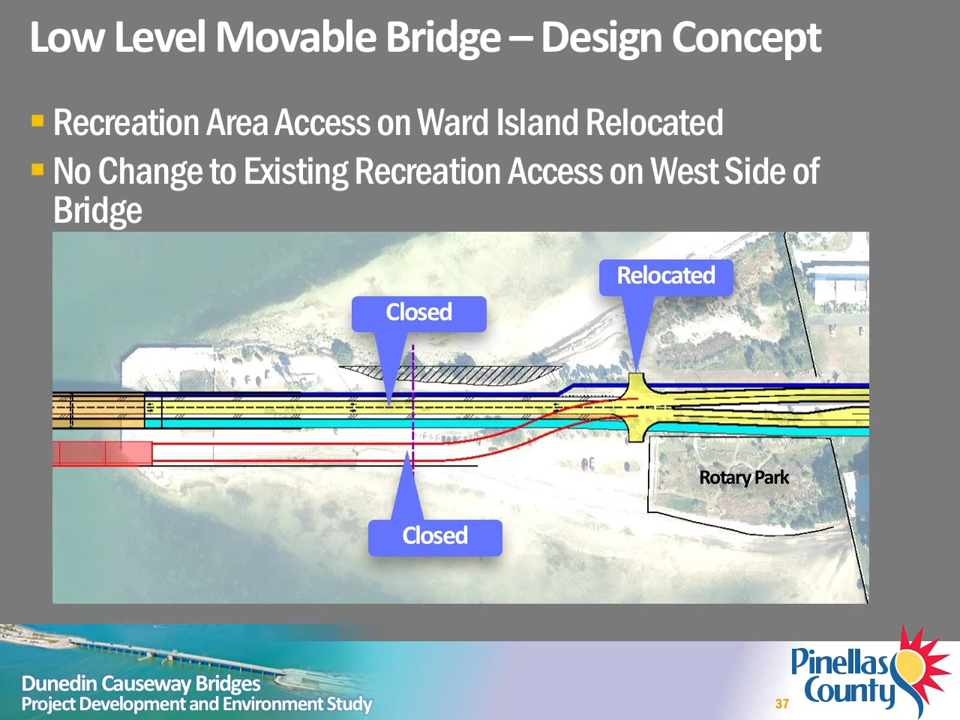 Low Level Movable Bridge – Design Concept
Recreation Area Access on Ward Island Relocated
No Change to Existing Recreation Access on West Side of
Bridge
Relocated
Closed
Rotary Park
Closed
Dunedin Causeway Bridges
Project Development and Environment Study
37
Pinellas
County